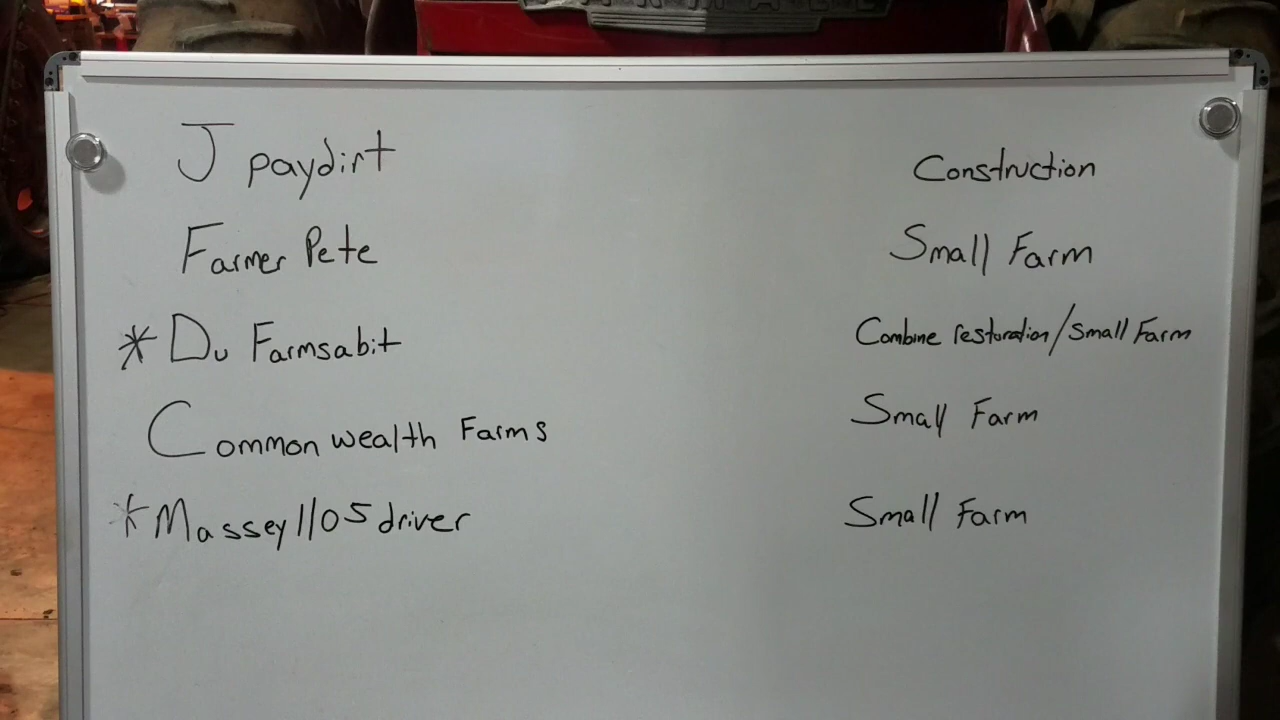 J paydirt Construction
Farmer Pete Small Farm
* Du Farmsabit Combine restoration/Small Farm
Commonwealth Farms Small Farm
* Massey1105driver Small Farm